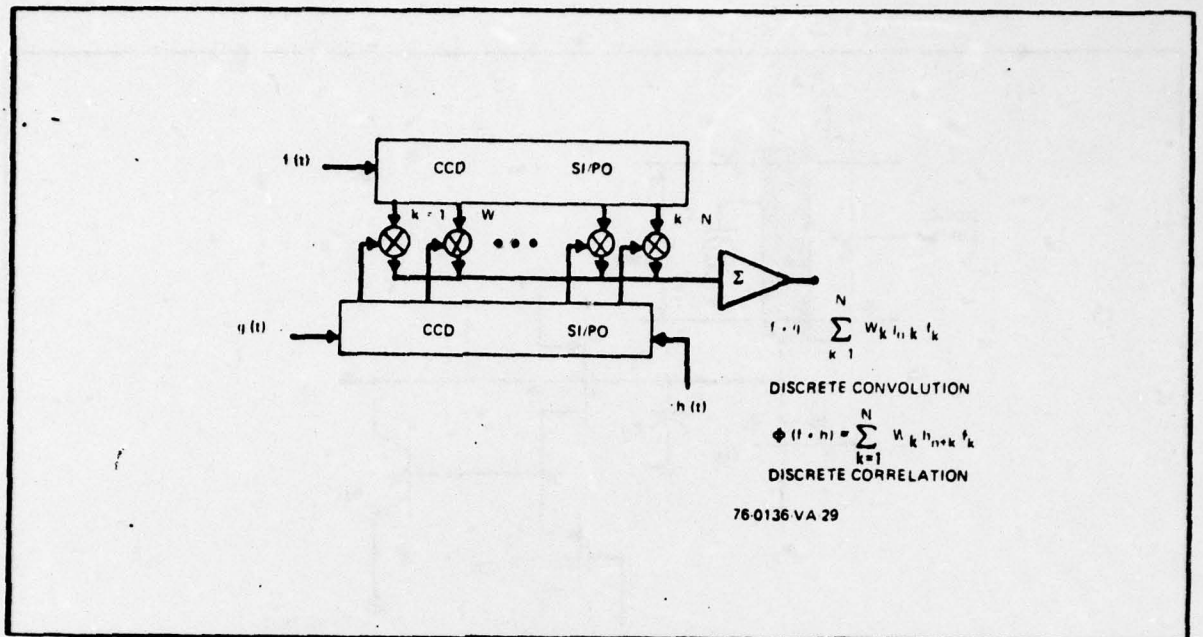 f (t)
CCD SI/PO
k = 1 W k N
• • •
Σ
g (t)
CCD SI/PO
h (t)
N
f • g Σ W k f k
k 1
DISCRETE CONVOLUTION
N
Φ (f • h) = Σ W k h n+k f k
k=1
DISCRETE CORRELATION
76-0136-VA 29